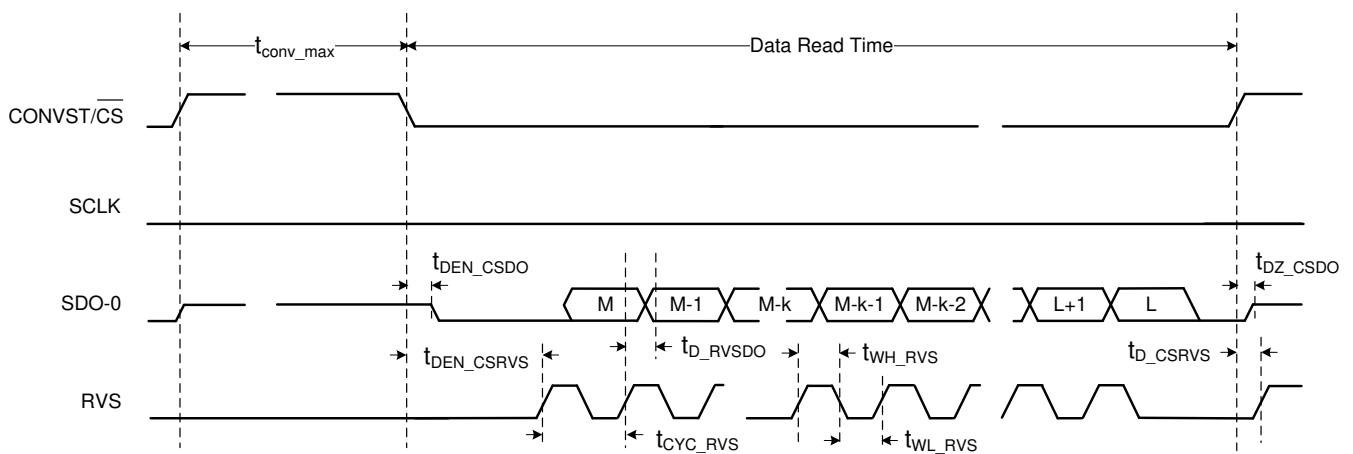 t_conv_max
Data Read Time
CONVST/C̅S̅
SCLK
t_DEN_CSDO
t_DZ_CSDO
SDO-0
M
M-1
M-k
M-k-1
M-k-2
L+1
L
t_DEN_CSRVS
t_D_RVSDO
t_WH_RVS
t_D_CSRVS
RVS
t_CYC_RVS
t_WL_RVS